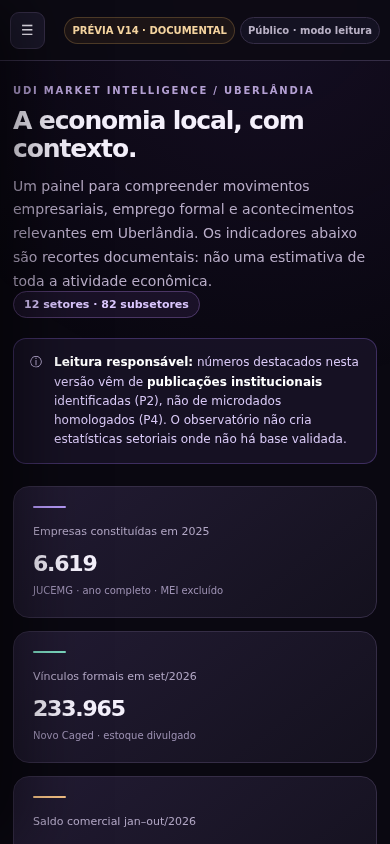 ☰
PRÉVIA V14 · DOCUMENTAL
Público · modo leitura
UDI MARKET INTELLIGENCE / UBERLÂNDIA
A economia local, com
contexto.
Um painel para compreender movimentos
empresariais, emprego formal e acontecimentos
relevantes em Uberlândia. Os indicadores abaixo
são recortes documentais: não uma estimativa de
toda a atividade econômica.
12 setores · 82 subsetores
ⓘ Leitura responsável: números destacados nesta
versão vêm de publicações institucionais
identificadas (P2), não de microdados
homologados (P4). O observatório não cria
estatísticas setoriais onde não há base validada.
Empresas constituídas em 2025
6.619
JUCEMG · ano completo · MEI excluído
Vínculos formais em set/2026
233.965
Novo Caged · estoque divulgado
Saldo comercial jan–out/2026